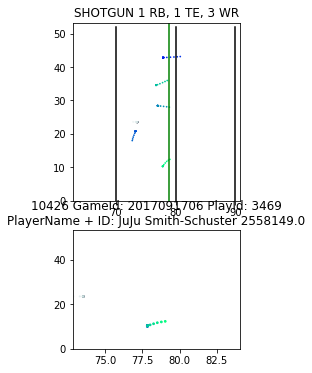 SHOTGUN 1 RB, 1 TE, 3 WR
50
40
30
20
10
0
70 80 90
10426 GameId: 2017091706 PlayId: 3469
PlayerName + ID: JuJu Smith-Schuster 2558149.0
40
20
0
75.0 77.5 80.0 82.5